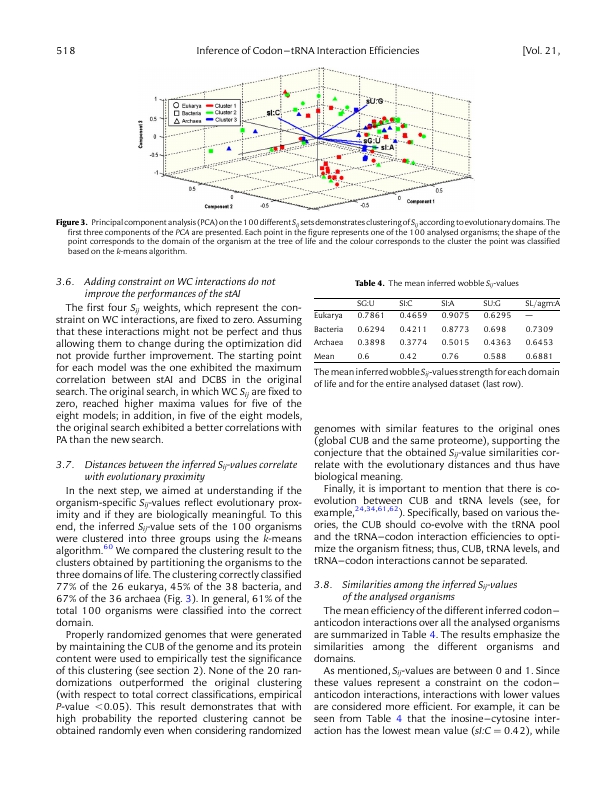 518
Inference of Codon–tRNA Interaction Efficiencies
[Vol. 21,
sU:G
sI:C
sG:U
sI:A
Eukarya
Bacteria
Archaea
Cluster 1
Cluster 2
Cluster 3
Component 3
1
0.5
0
-0.5
-1
0.5
0
-0.5
Component 2
-0.5
0
0.5
Component 1
Figure 3. Principal component analysis (PCA) on the 100 different Sij sets demonstrates clustering of Sij according to evolutionary domains. The
first three components of the PCA are presented. Each point in the figure represents one of the 100 analysed organisms; the shape of the
point corresponds to the domain of the organism at the tree of life and the colour corresponds to the cluster the point was classified
based on the k-means algorithm.
3.6. Adding constraint on WC interactions do not
improve the performances of the stAI
The first four Sij weights, which represent the con-
straint on WC interactions, are fixed to zero. Assuming
that these interactions might not be perfect and thus
allowing them to change during the optimization did
not provide further improvement. The starting point
for each model was the one exhibited the maximum
correlation between stAI and DCBS in the original
search. The original search, in which WC Sij are fixed to
zero, reached higher maxima values for five of the
eight models; in addition, in five of the eight models,
the original search exhibited a better correlations with
PA than the new search.
3.7. Distances between the inferred Sij-values correlate
with evolutionary proximity
In the next step, we aimed at understanding if the
organism-specific Sij-values reflect evolutionary prox-
imity and if they are biologically meaningful. To this
end, the inferred Sij-value sets of the 100 organisms
were clustered into three groups using the k-means
algorithm.60 We compared the clustering result to the
clusters obtained by partitioning the organisms to the
three domains of life. The clustering correctly classified
77% of the 26 eukarya, 45% of the 38 bacteria, and
67% of the 36 archaea (Fig. 3). In general, 61% of the
total 100 organisms were classified into the correct
domain.
Properly randomized genomes that were generated
by maintaining the CUB of the genome and its protein
content were used to empirically test the significance
of this clustering (see section 2). None of the 20 ran-
domizations outperformed the original clustering
(with respect to total correct classifications, empirical
P-value <0.05). This result demonstrates that with
high probability the reported clustering cannot be
obtained randomly even when considering randomized
Table 4. The mean inferred wobble Sij-values
SG:U SI:C SI:A SU:G SL/agm:A
Eukarya 0.7861 0.4659 0.9075 0.6295 —
Bacteria 0.6294 0.4211 0.8773 0.698 0.7309
Archaea 0.3898 0.3774 0.5015 0.4363 0.6453
Mean 0.6 0.42 0.76 0.588 0.6881
The mean inferred wobble Sij-values strength for each domain
of life and for the entire analysed dataset (last row).
genomes with similar features to the original ones
(global CUB and the same proteome), supporting the
conjecture that the obtained Sij-value similarities cor-
relate with the evolutionary distances and thus have
biological meaning.
Finally, it is important to mention that there is co-
evolution between CUB and tRNA levels (see, for
example,24,34,61,62). Specifically, based on various the-
ories, the CUB should co-evolve with the tRNA pool
and the tRNA–codon interaction efficiencies to opti-
mize the organism fitness; thus, CUB, tRNA levels, and
tRNA–codon interactions cannot be separated.
3.8. Similarities among the inferred Sij-values
of the analysed organisms
The mean efficiency of the different inferred codon–
anticodon interactions over all the analysed organisms
are summarized in Table 4. The results emphasize the
similarities among the different organisms and
domains.
As mentioned, Sij-values are between 0 and 1. Since
these values represent a constraint on the codon–
anticodon interactions, interactions with lower values
are considered more efficient. For example, it can be
seen from Table 4 that the inosine–cytosine inter-
action has the lowest mean value (sI:C = 0.42), while